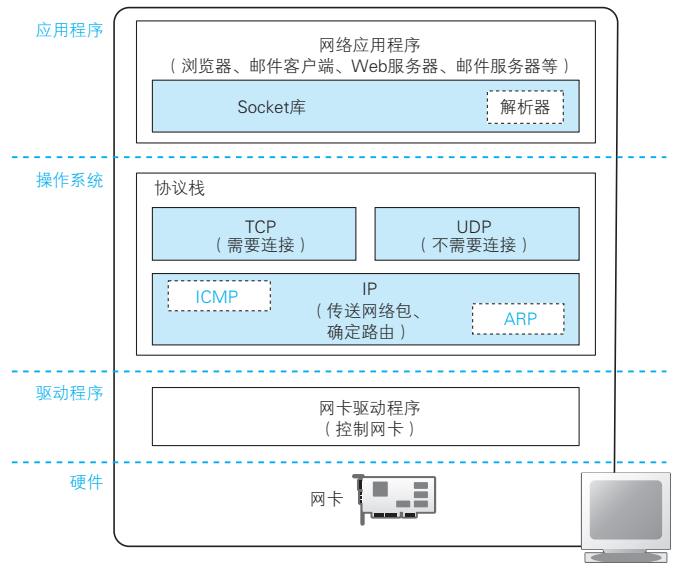 应用程序
网络应用程序
（浏览器、邮件客户端、Web服务器、邮件服务器等）
Socket库
解析器
操作系统
协议栈
TCP
（需要连接）
UDP
（不需要连接）
ICMP
IP
（传送网络包、
确定路由）
ARP
驱动程序
网卡驱动程序
（控制网卡）
硬件
网卡